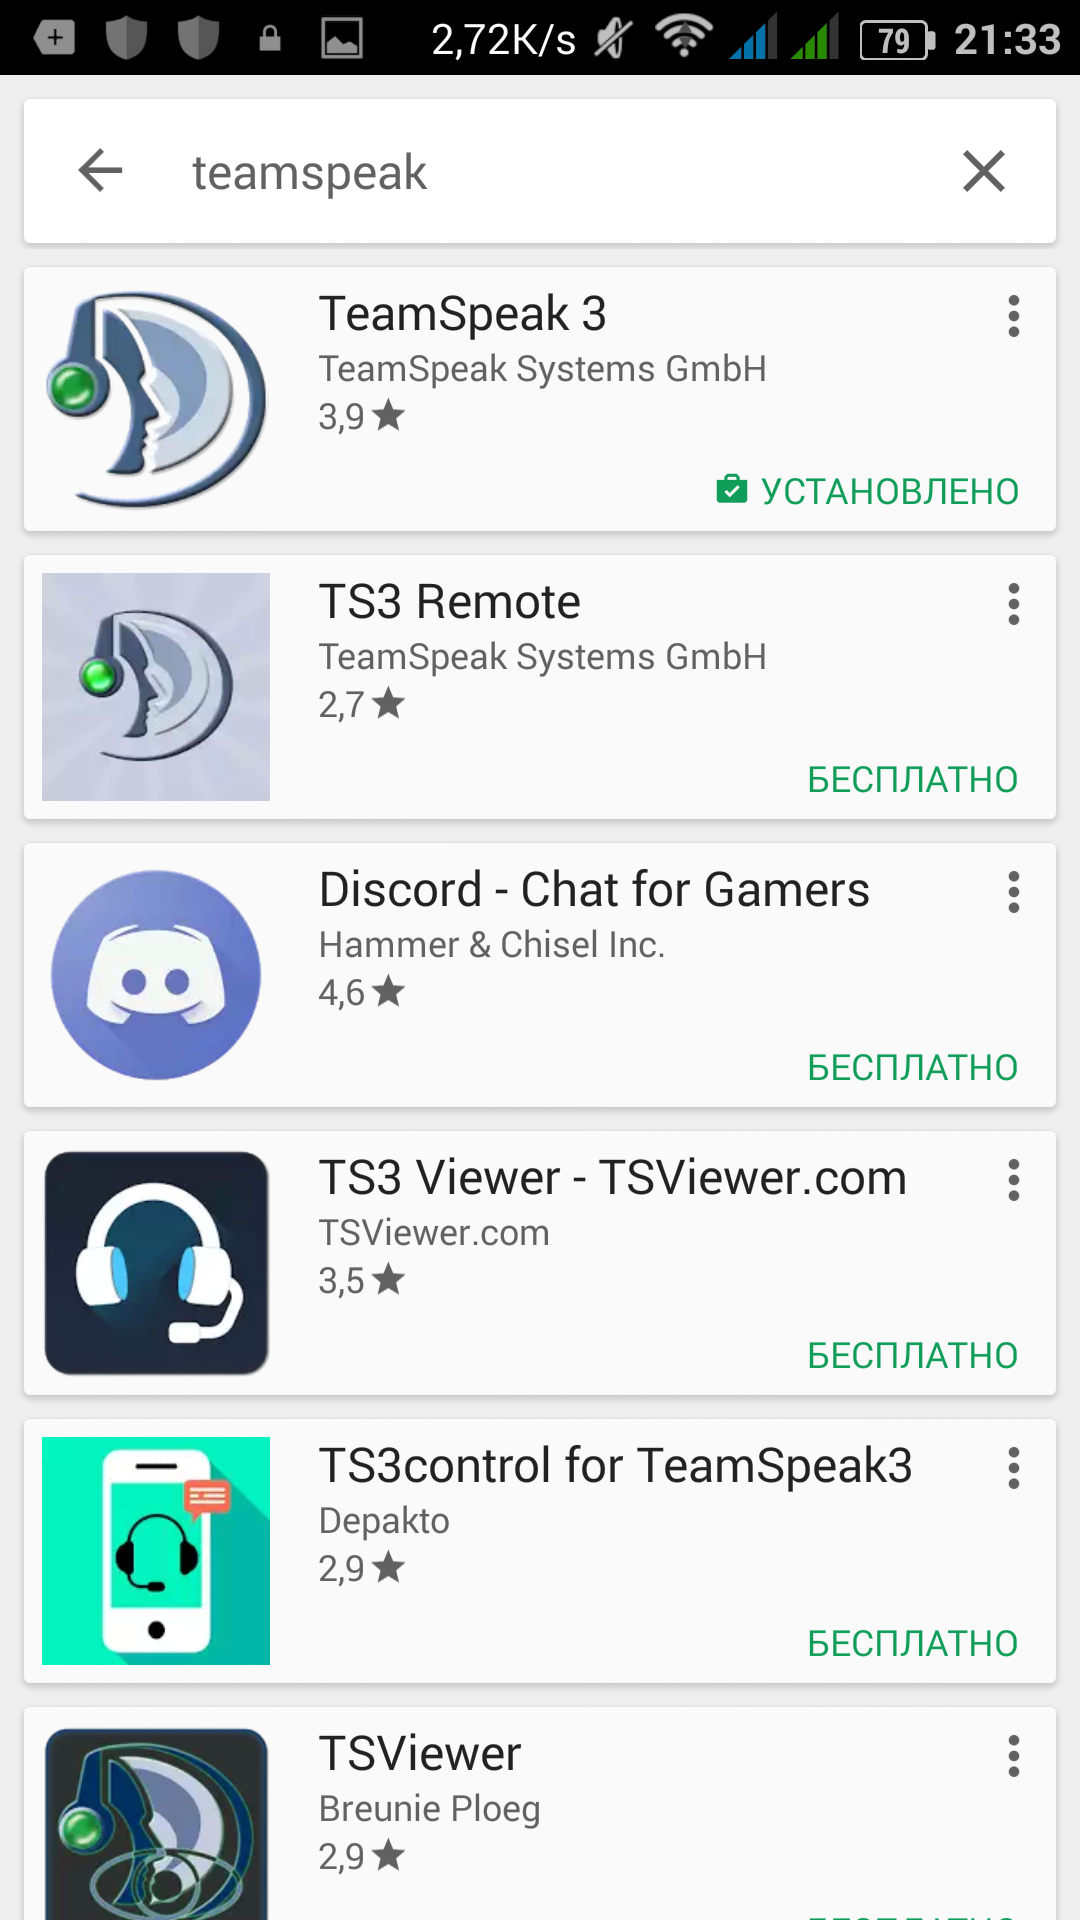 2,72K/s 79 21:33
teamspeak
TeamSpeak 3
TeamSpeak Systems GmbH
3,9
УСТАНОВЛЕНО
TS3 Remote
TeamSpeak Systems GmbH
2,7
БЕСПЛАТНО
Discord - Chat for Gamers
Hammer & Chisel Inc.
4,6
БЕСПЛАТНО
TS3 Viewer - TSViewer.com
TSViewer.com
3,5
БЕСПЛАТНО
TS3control for TeamSpeak3
Depakto
2,9
БЕСПЛАТНО
TSViewer
Breunie Ploeg
2,9